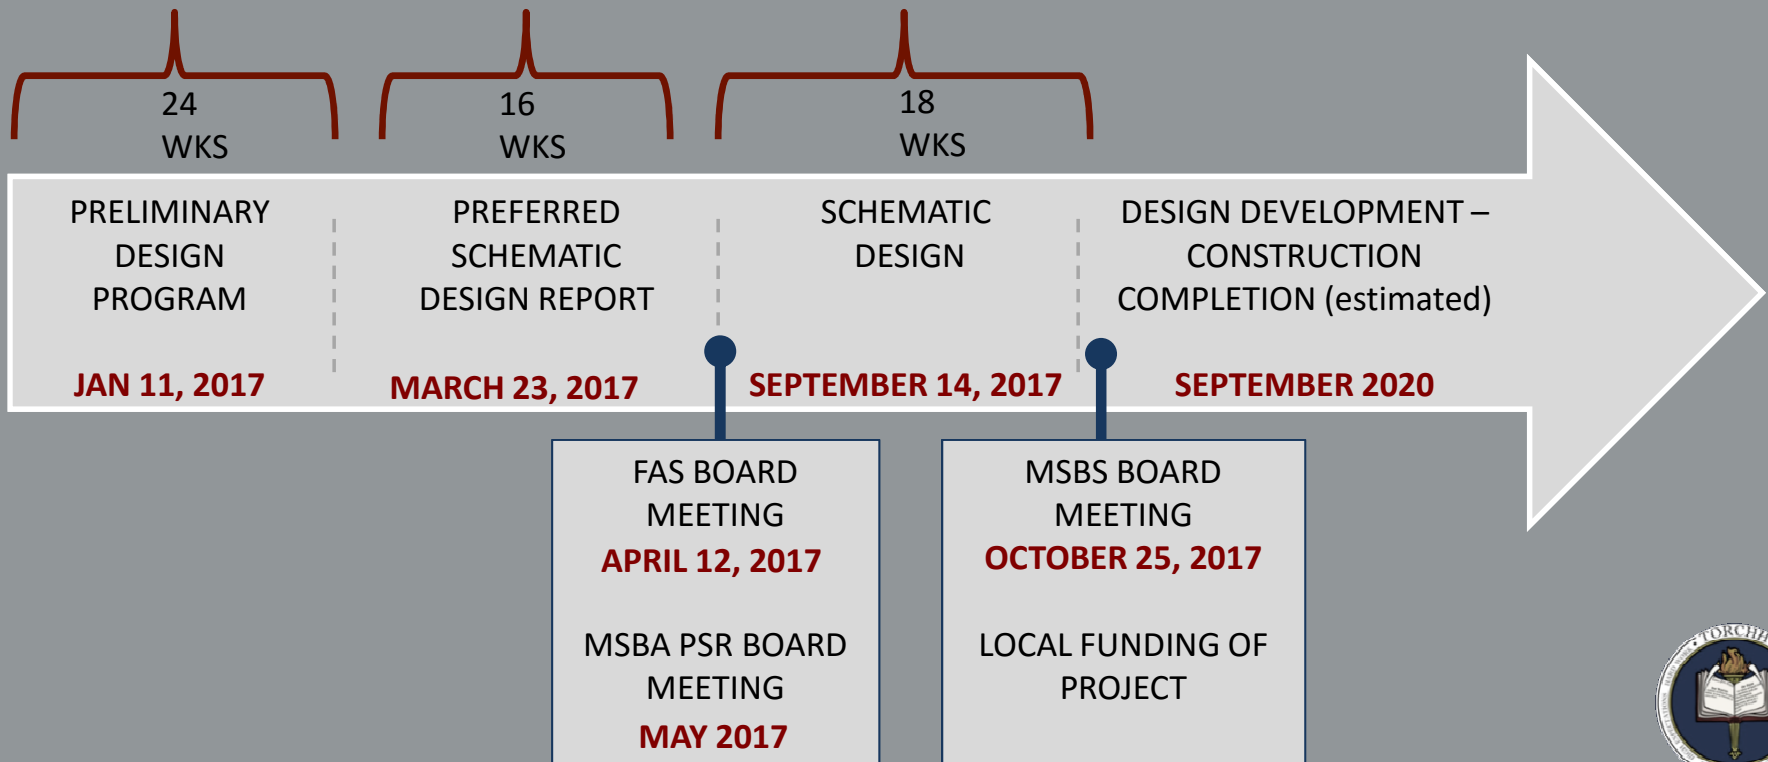 24
WKS
16
WKS
18
WKS
PRELIMINARY
DESIGN
PROGRAM
JAN 11, 2017
PREFERRED
SCHEMATIC
DESIGN REPORT
MARCH 23, 2017
SCHEMATIC
DESIGN
SEPTEMBER 14, 2017
DESIGN DEVELOPMENT –
CONSTRUCTION
COMPLETION (estimated)
SEPTEMBER 2020
FAS BOARD
MEETING
APRIL 12, 2017
MSBA PSR BOARD
MEETING
MAY 2017
MSBS BOARD
MEETING
OCTOBER 25, 2017
LOCAL FUNDING OF
PROJECT